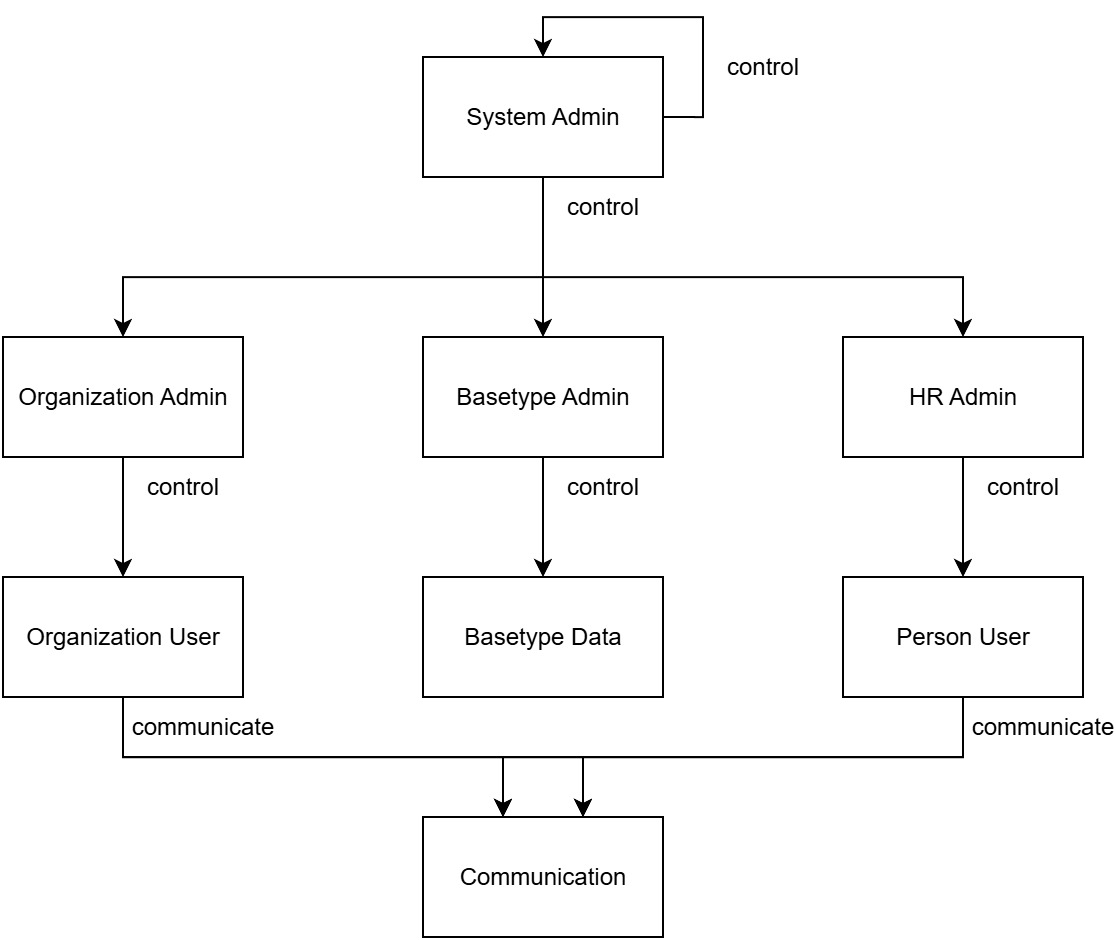 control
System Admin
control
Organization Admin
Basetype Admin
HR Admin
control
control
control
Organization User
Basetype Data
Person User
communicate
communicate
Communication